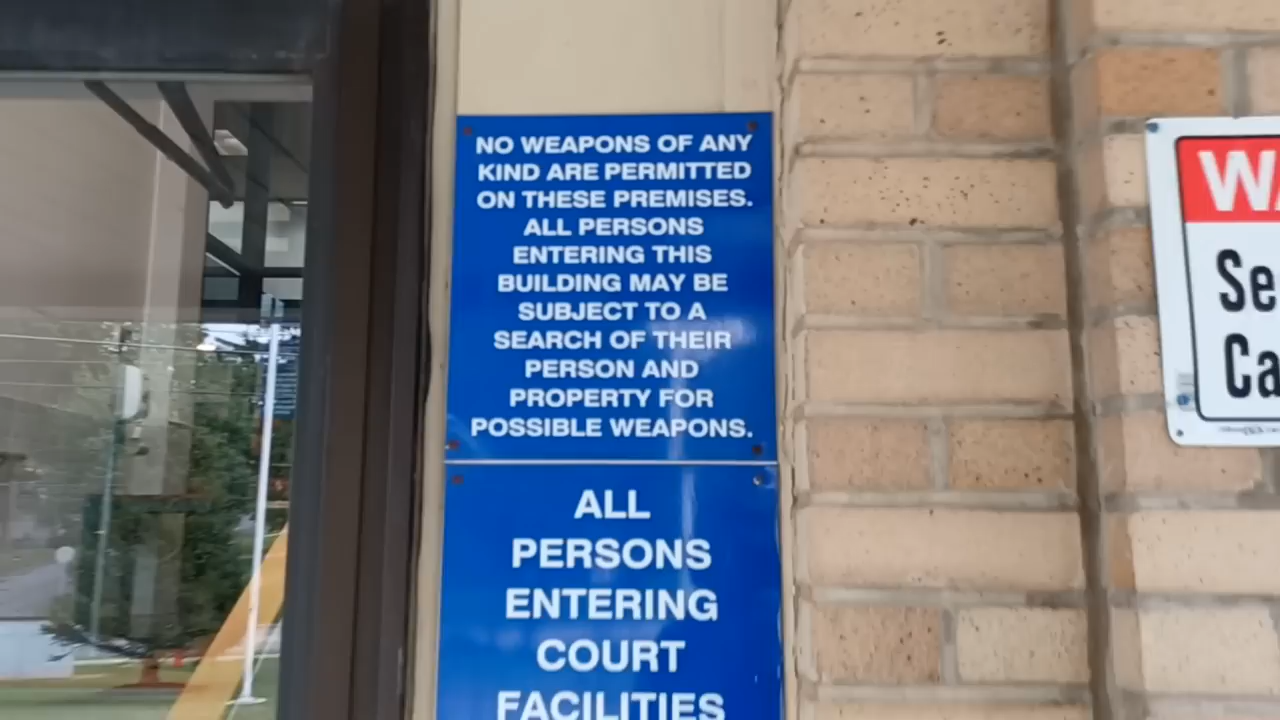 NO WEAPONS OF ANY
KIND ARE PERMITTED
ON THESE PREMISES.
ALL PERSONS
ENTERING THIS
BUILDING MAY BE
SUBJECT TO A
SEARCH OF THEIR
PERSON AND
PROPERTY FOR
POSSIBLE WEAPONS.
ALL
PERSONS
ENTERING
COURT
FACILITIES